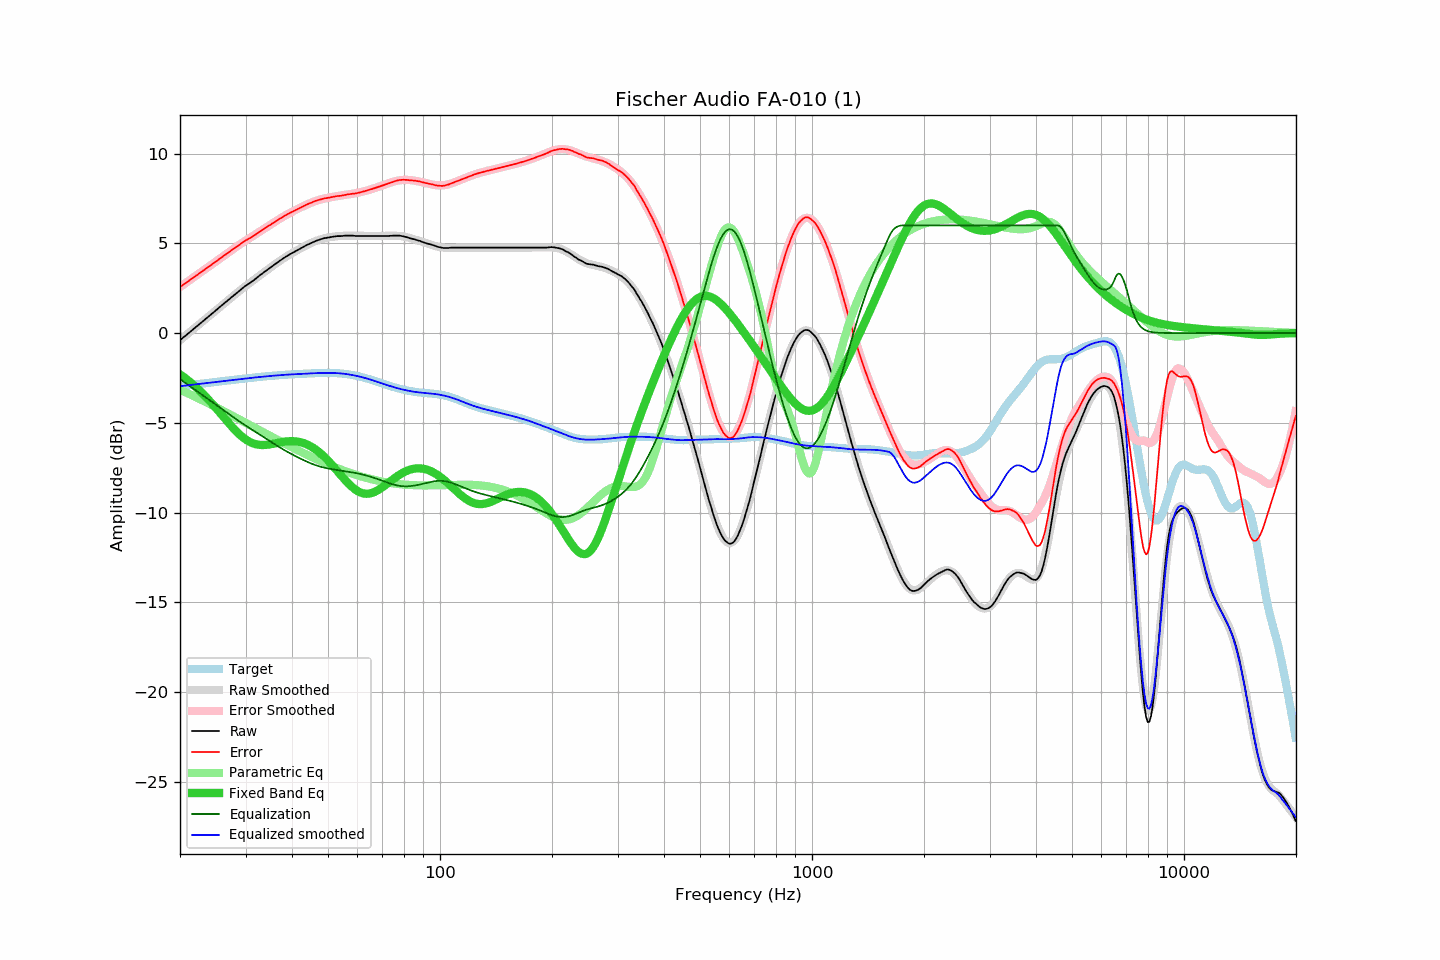 Fischer Audio FA-010 (1)
10
5
0
−5
−10
−15
−20
−25
Amplitude (dBr)
Target
Raw Smoothed
Error Smoothed
Raw
Error
Parametric Eq
Fixed Band Eq
Equalization
Equalized smoothed
100 1000 10000
Frequency (Hz)